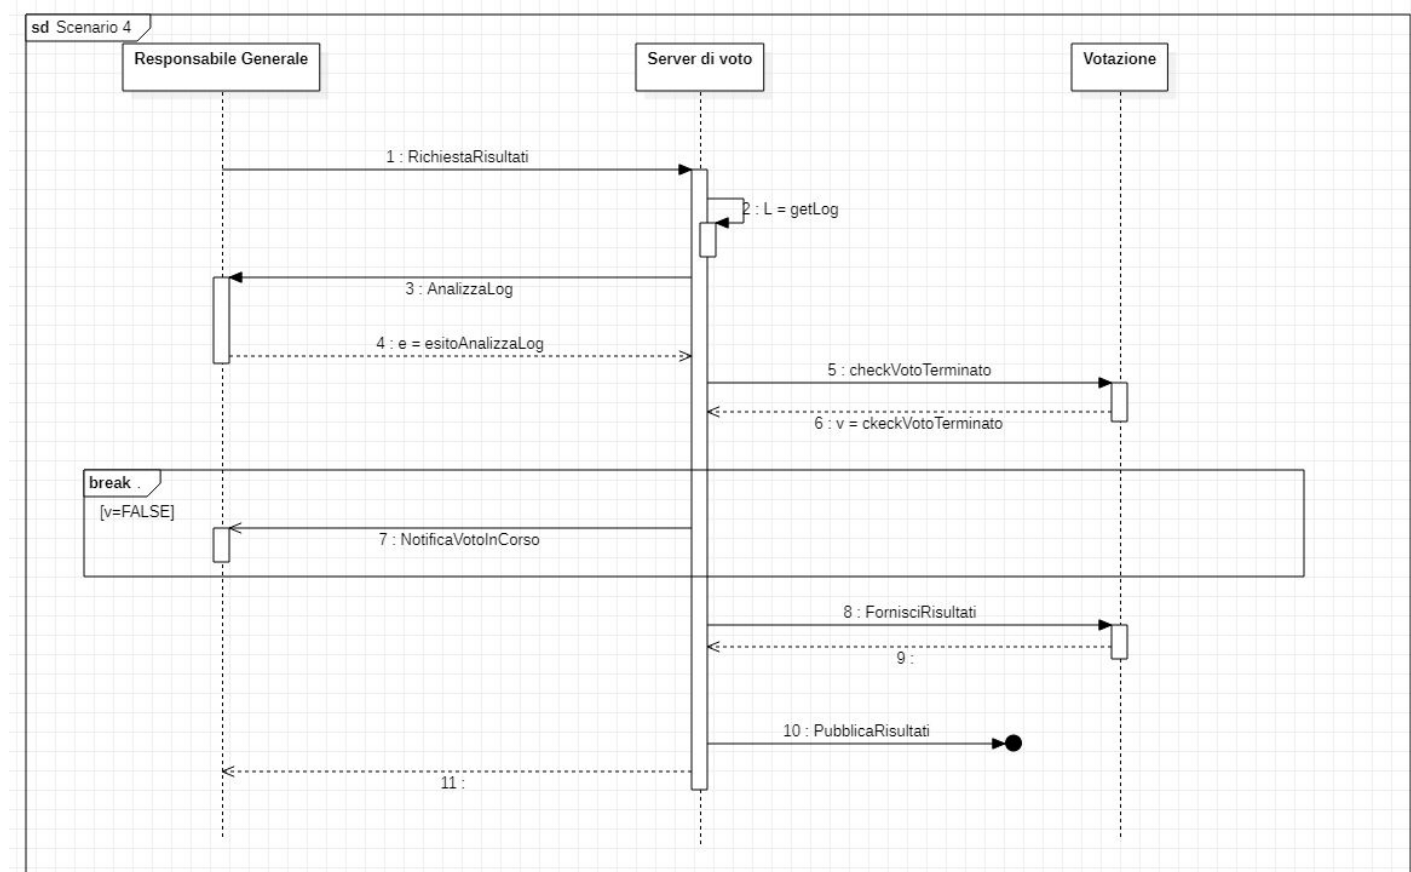 sd Scenario 4
Responsabile Generale
Server di voto
Votazione
1 : RichiestaRisultati
2 : L = getLog
3 : AnalizzaLog
4 : e = esitoAnalizzaLog
5 : checkVotoTerminato
6 : v = ckeckVotoTerminato
break .
[v=FALSE]
7 : NotificaVotoInCorso
8 : FornisciRisultati
9 :
10 : PubblicaRisultati
11 :